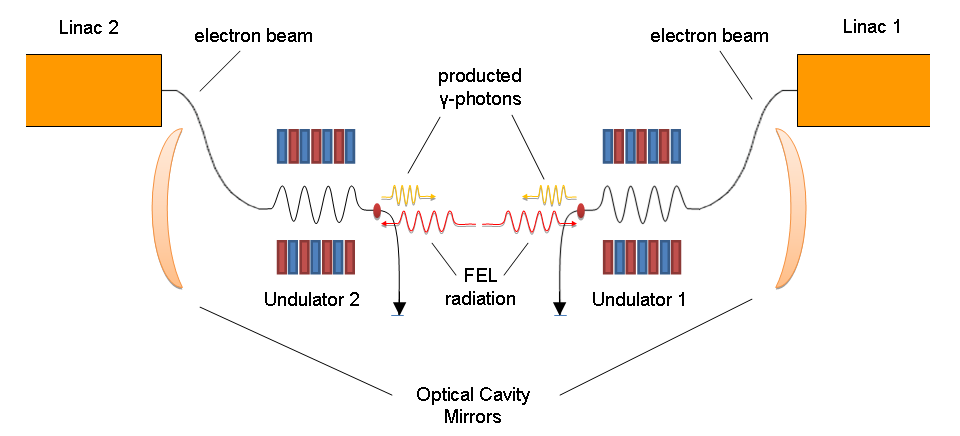 Linac 2
Linac 1
electron beam
electron beam
producted
γ-photons
FEL
radiation
Undulator 2
Undulator 1
Optical Cavity
Mirrors